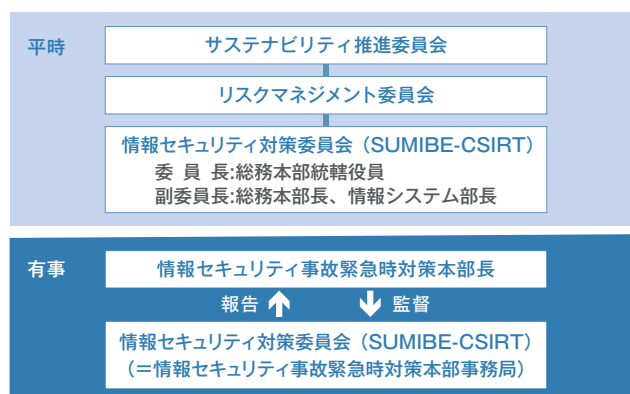 平時
サステナビリティ推進委員会
リスクマネジメント委員会
情報セキュリティ対策委員会（SUMIBE-CSIRT）
委 員 長:総務本部統轄役員
副委員長:総務本部長、情報システム部長
有事
情報セキュリティ事故緊急時対策本部長
報告 監督
情報セキュリティ対策委員会（SUMIBE-CSIRT）
（＝情報セキュリティ事故緊急時対策本部事務局）